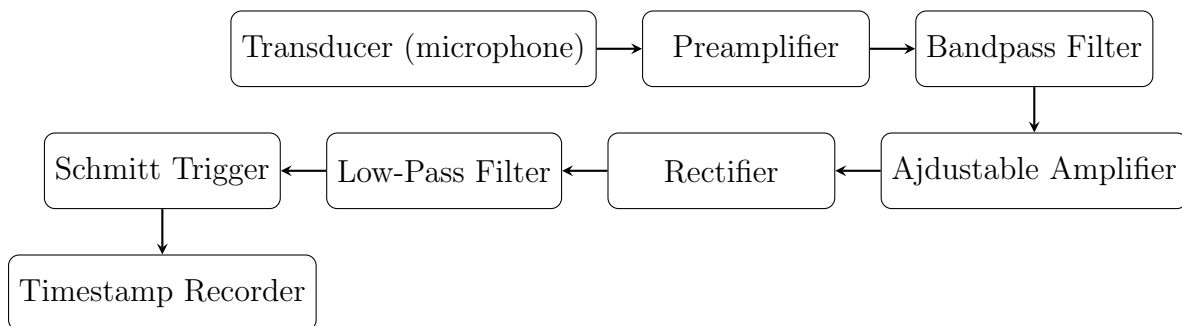 Transducer (microphone)
Preamplifier
Bandpass Filter
Ajdustable Amplifier
Rectifier
Low-Pass Filter
Schmitt Trigger
Timestamp Recorder